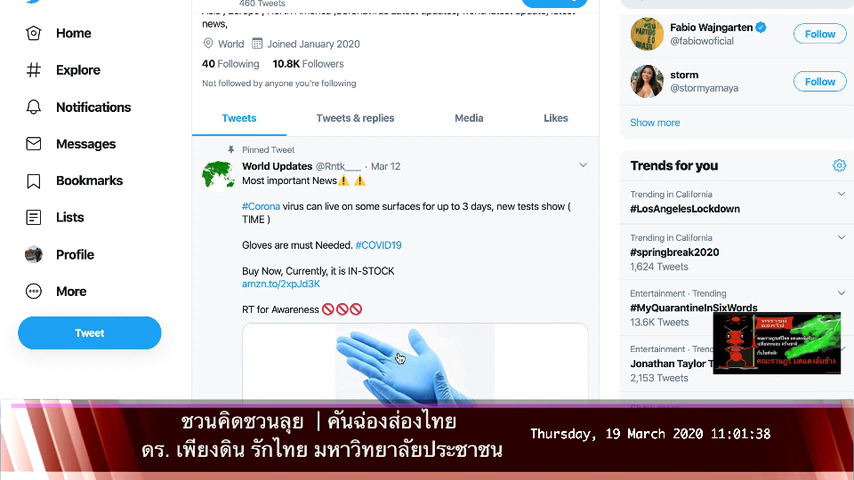 460 Tweets
news,
World Joined January 2020
40 Following 10.8K Followers
Not followed by anyone you're following
Tweets Tweets & replies Media Likes
Pinned Tweet
World Updates @Rntk___ · Mar 12
Most important News⚠️ ⚠️
#Corona virus can live on some surfaces for up to 3 days, new tests show (
TIME )
Gloves are must Needed. #COVID19
Buy Now, Currently, it is IN-STOCK
amzn.to/2xpJd3K
RT for Awareness 🚫🚫🚫
Home
Explore
Notifications
Messages
Bookmarks
Lists
Profile
More
Tweet
Fabio Wajngarten
@fabiowoficial
Follow
storm
@stormyamaya
Follow
Show more
Trends for you
Trending in California
#LosAngelesLockdown
Trending in California
#springbreak2020
1,624 Tweets
Entertainment · Trending
#MyQuarantineInSixWords
13.6K Tweets
Entertainment · Trend
Jonathan Taylor T
2,153 Tweets
ชวนคิดชวนลุย | คันฉ่องส่องไทย
ดร. เพียงดิน รักไทย มหาวิทยาลัยประชาชน
Thursday, 19 March 2020 11:01:38